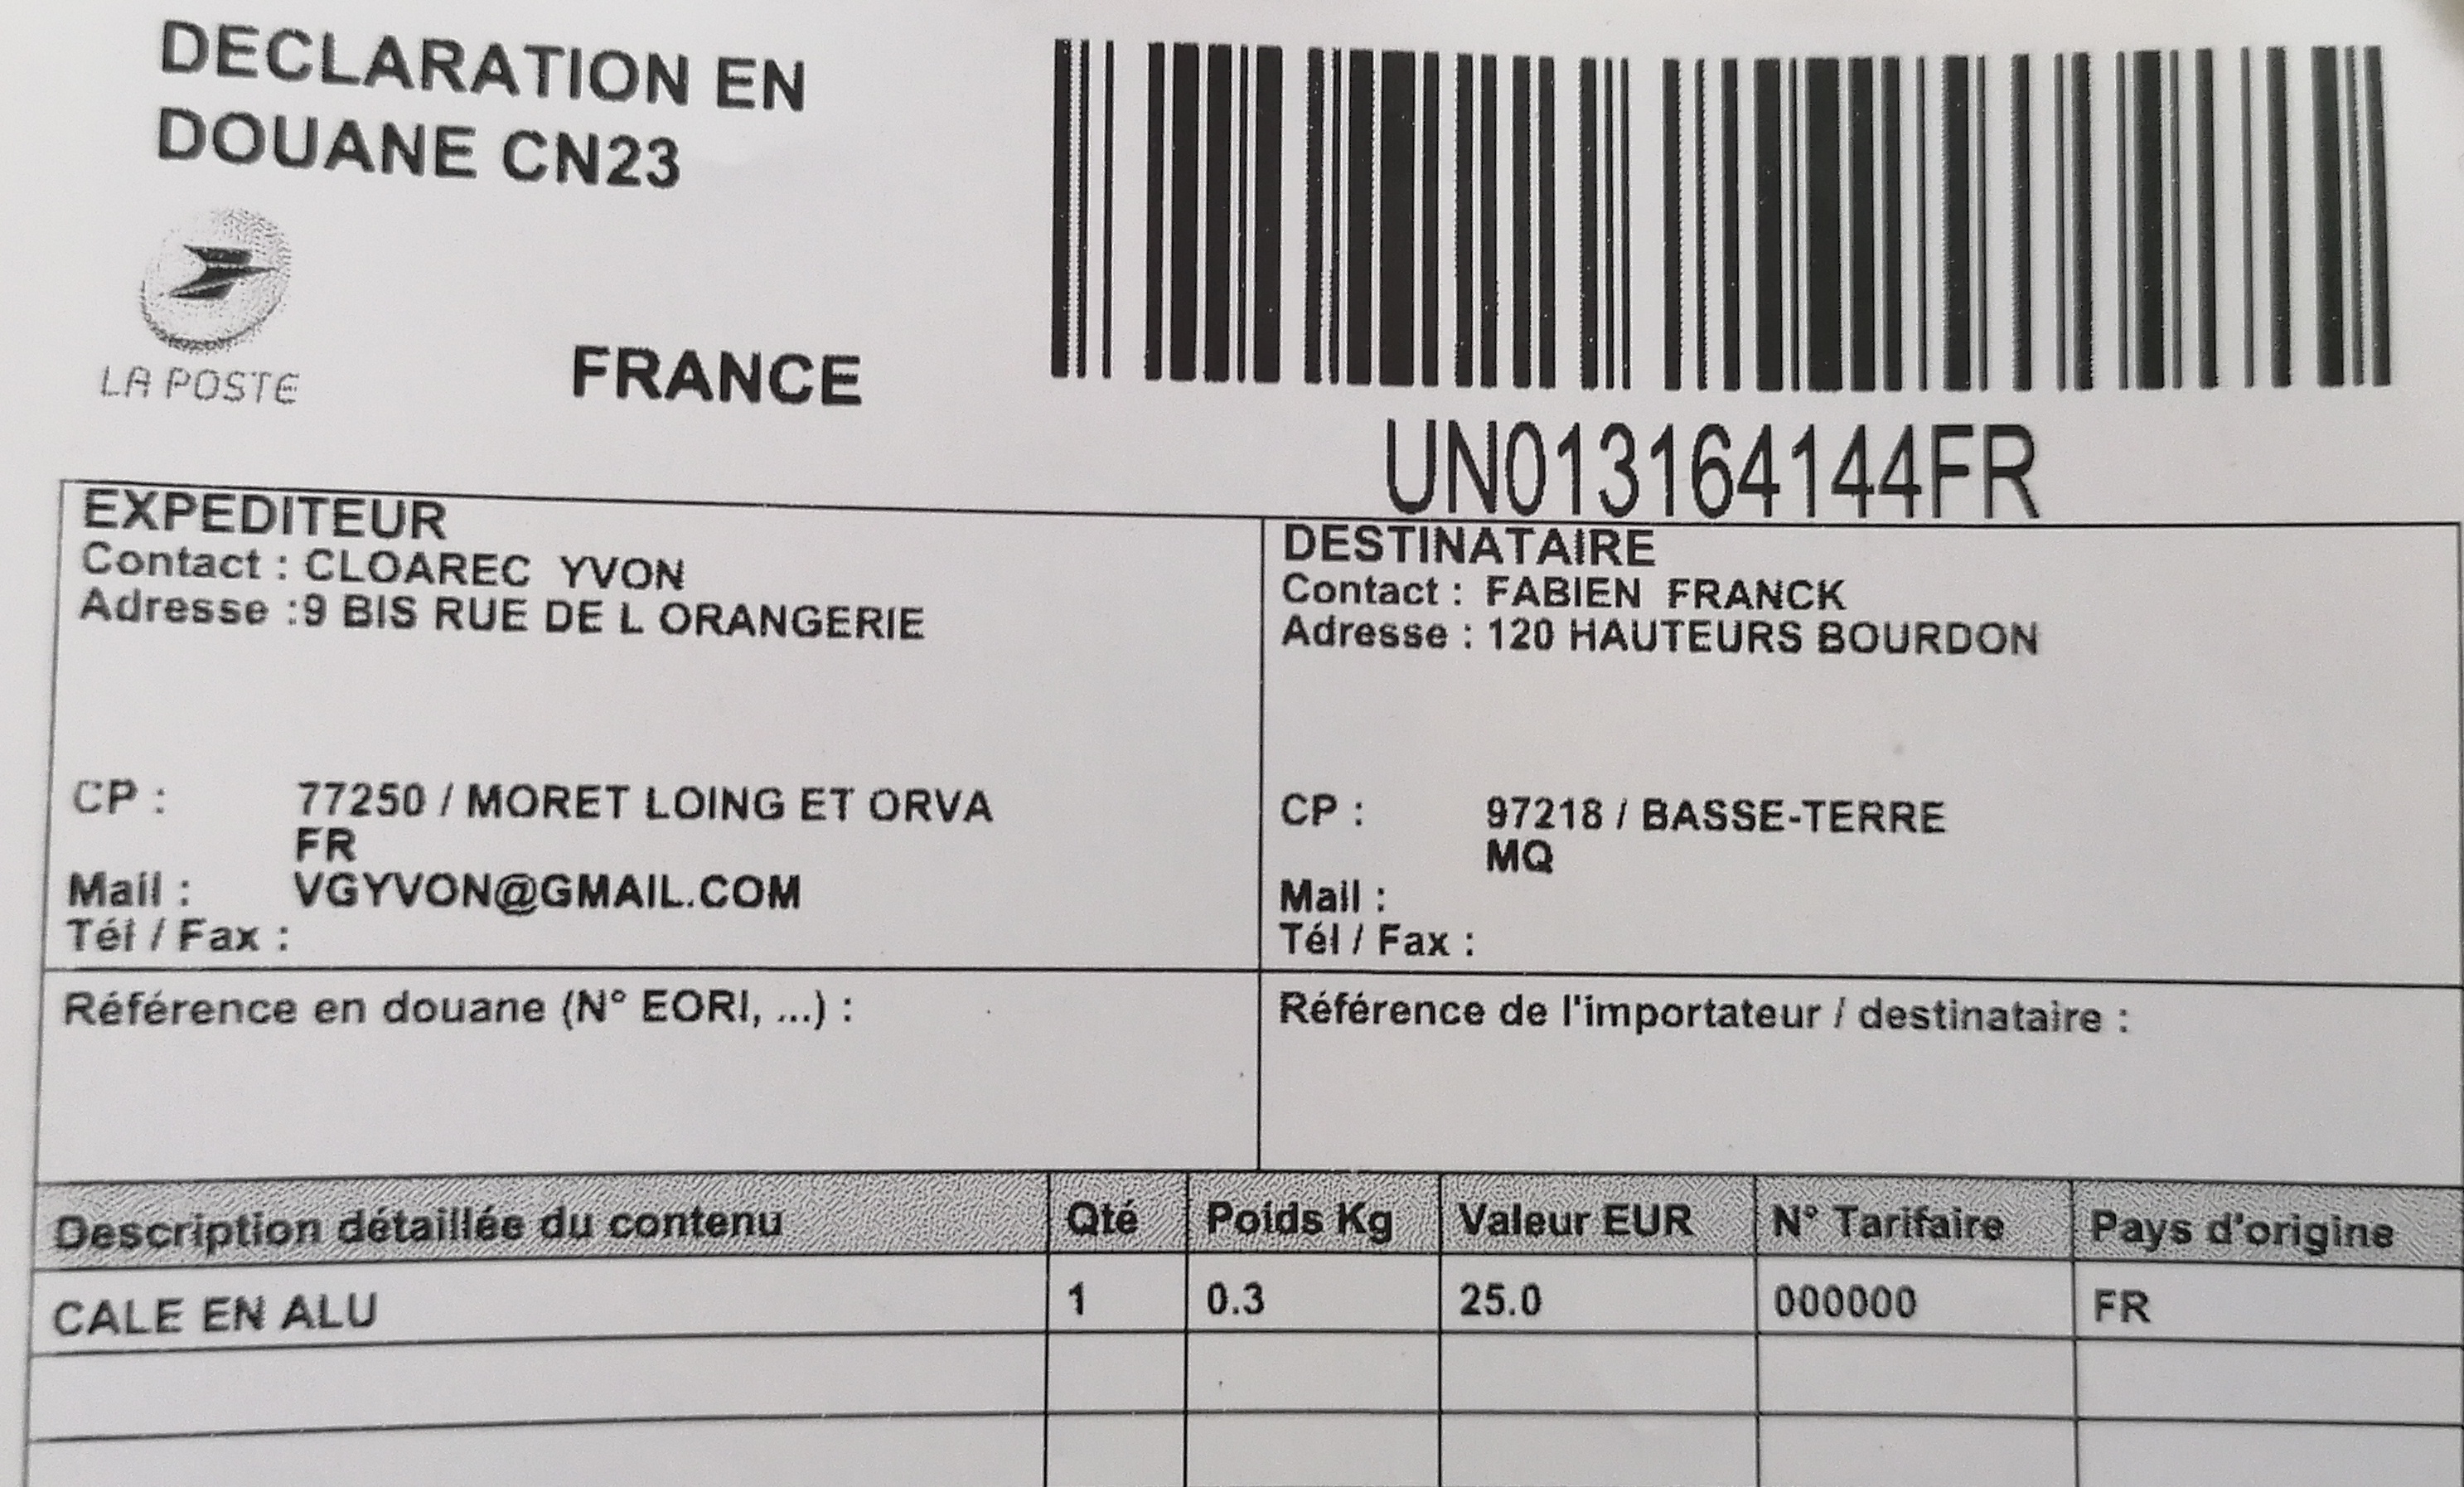 DECLARATION EN
DOUANE CN23
LA POSTE
FRANCE
UN013164144FR
EXPEDITEUR
Contact : CLOAREC YVON
Adresse :9 BIS RUE DE L ORANGERIE
CP : 77250 / MORET LOING ET ORVA
FR
Mail : VGYVON@GMAIL.COM
Tél / Fax :
DESTINATAIRE
Contact : FABIEN FRANCK
Adresse : 120 HAUTEURS BOURDON
CP : 97218 / BASSE-TERRE
MQ
Mail :
Tél / Fax :
Référence en douane (N° EORI, ...) :
Référence de l'importateur / destinataire :
Description détaillée du contenu Qté Poids Kg Valeur EUR N° Tarifaire Pays d'origine
CALE EN ALU 1 0.3 25.0 000000 FR